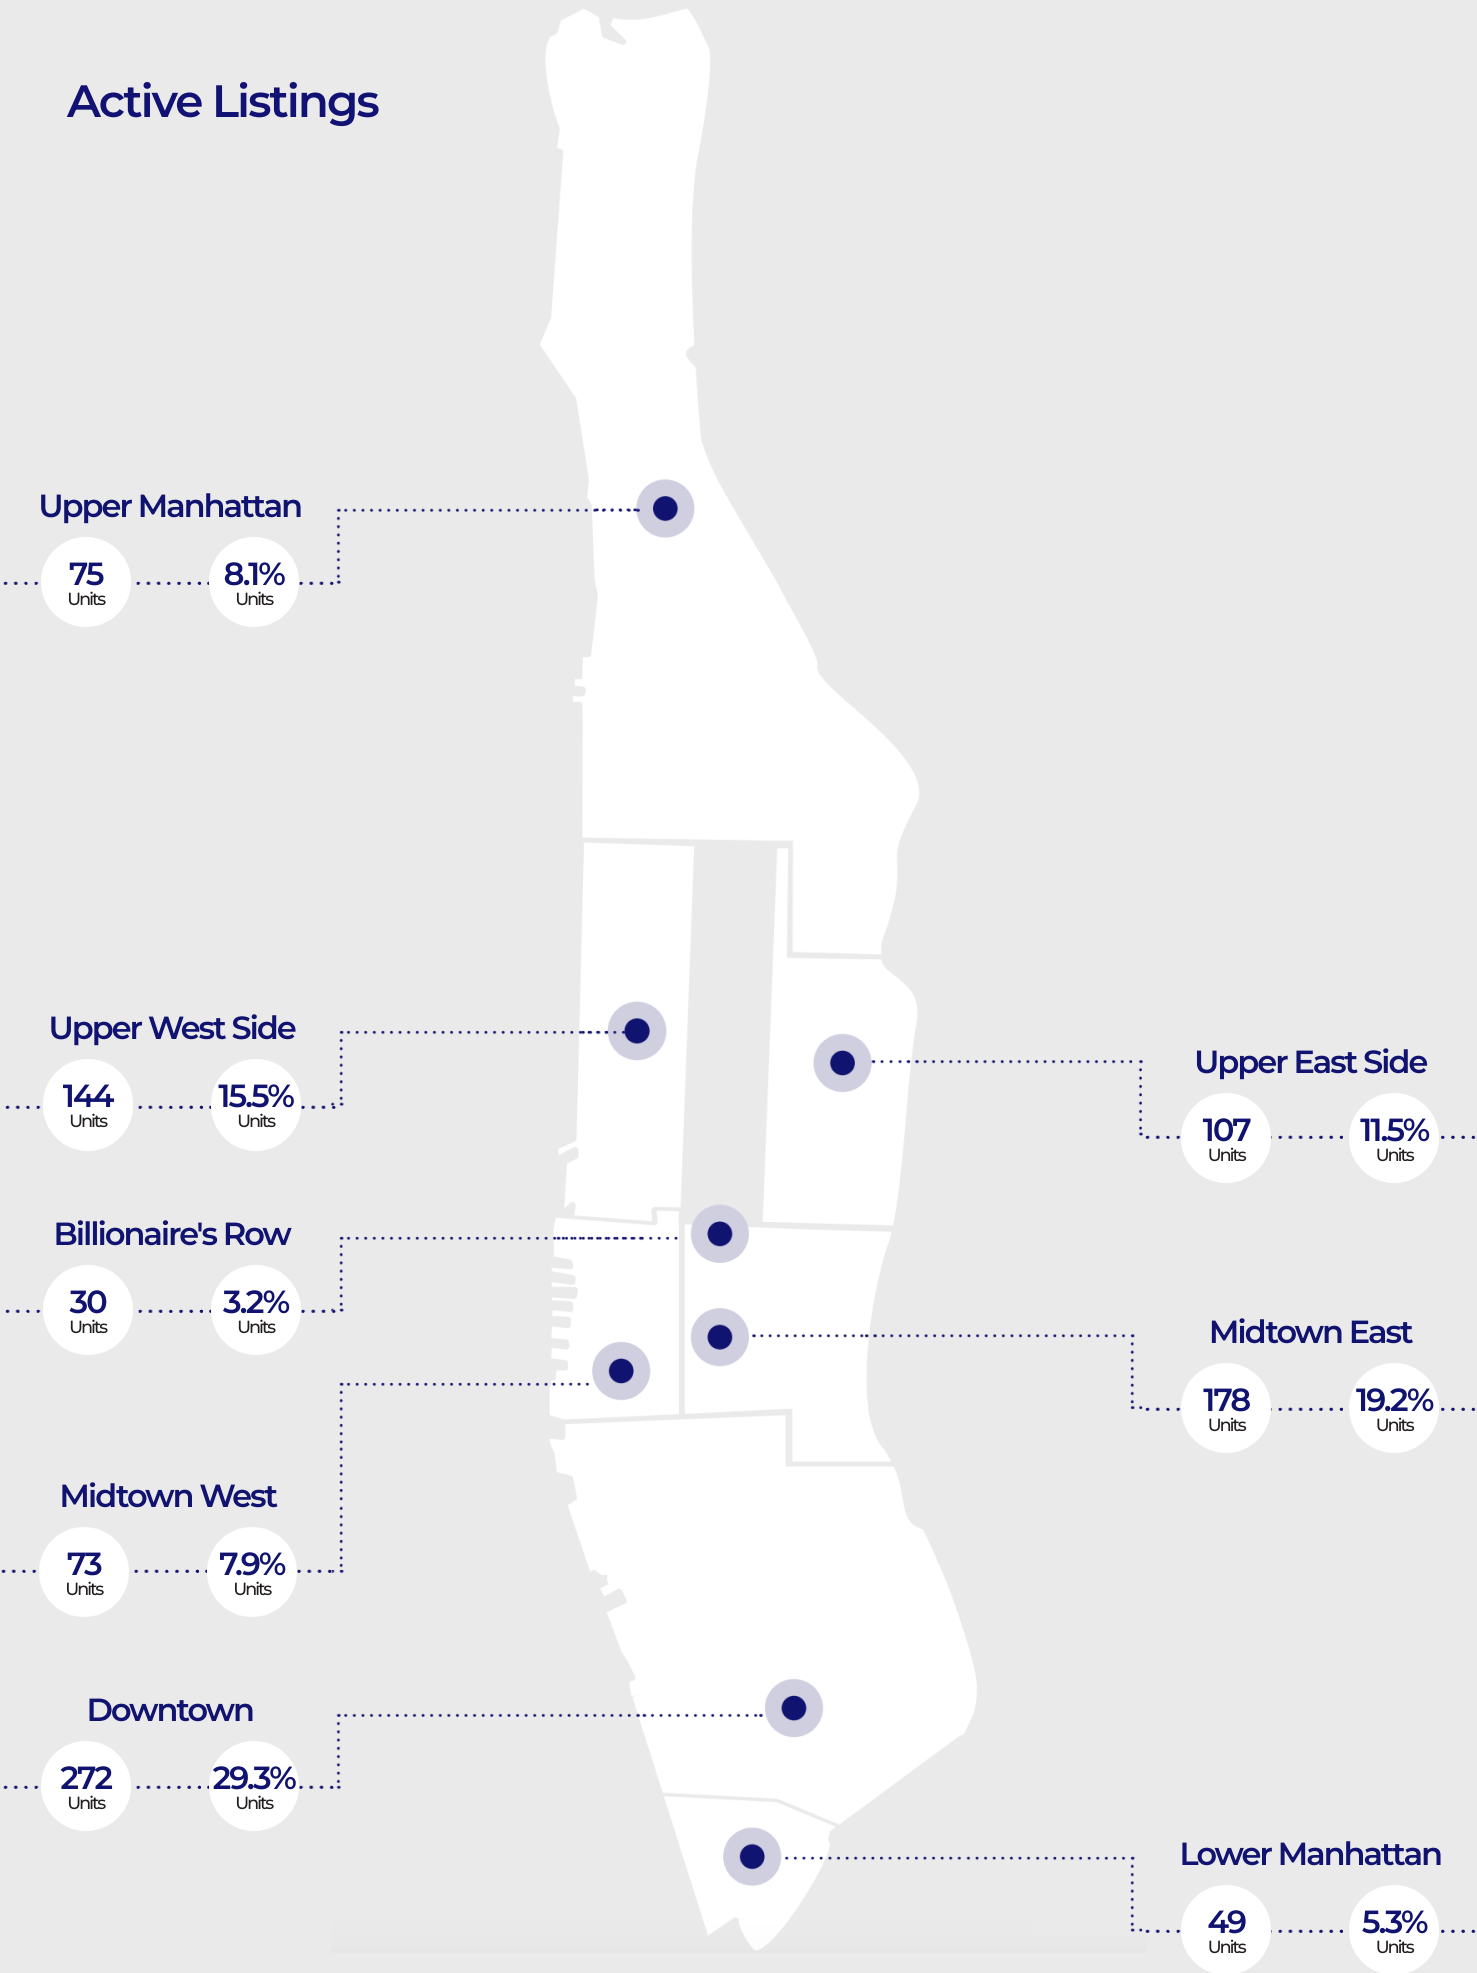 Active Listings
Upper Manhattan
75 8.1%
Units Units
Upper West Side
144 15.5%
Units Units
Upper East Side
107 11.5%
Units Units
Billionaire's Row
30 3.2%
Units Units
Midtown East
178 19.2%
Units Units
Midtown West
73 7.9%
Units Units
Downtown
272 29.3%
Units Units
Lower Manhattan
49 5.3%
Units Units